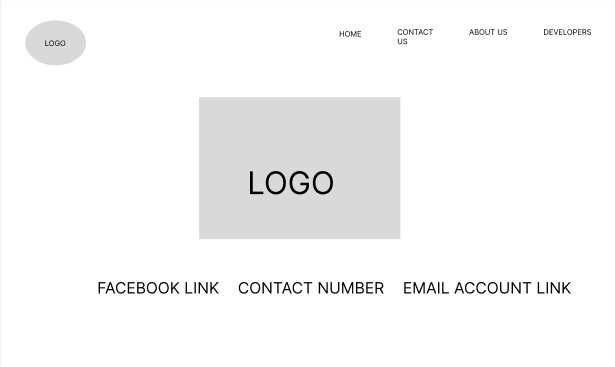 LOGO
HOME
CONTACT
US
ABOUT US
DEVELOPERS
LOGO
FACEBOOK LINK
CONTACT NUMBER
EMAIL ACCOUNT LINK